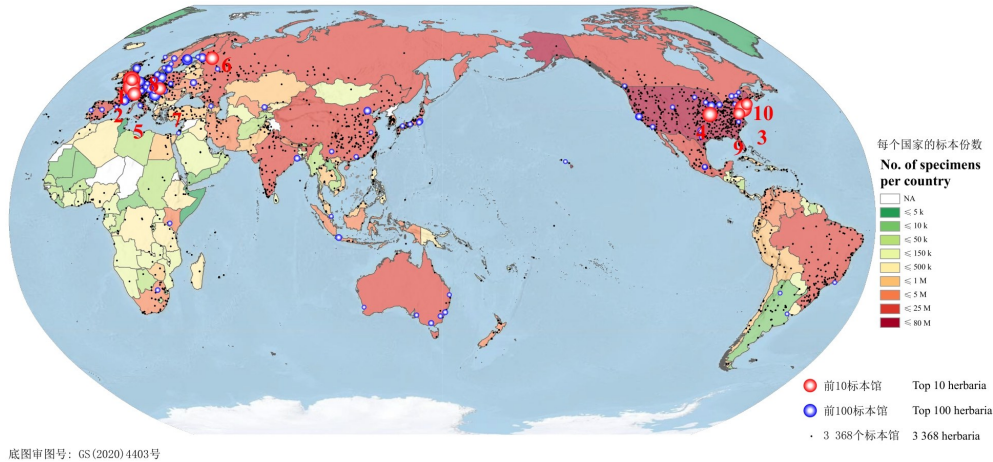 6
1
8
2
5
7
10
4
3
9
每个国家的标本份数
No. of specimens
per country
NA
≤ 5 k
≤ 10 k
≤ 50 k
≤ 150 k
≤ 500 k
≤ 1 M
≤ 5 M
≤ 25 M
≤ 80 M
前10标本馆 Top 10 herbaria
前100标本馆 Top 100 herbaria
3 368个标本馆 3 368 herbaria
底图审图号: GS(2020)4403号